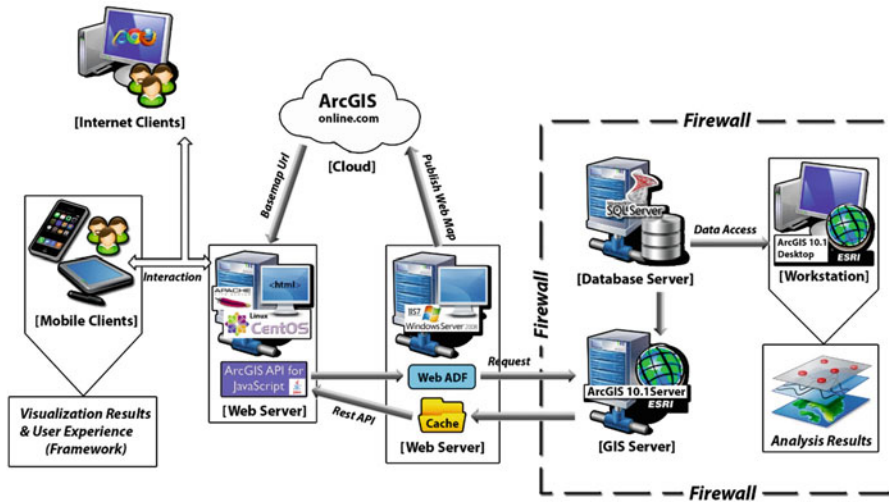 [Internet Clients]
ArcGIS
online.com
[Cloud]
Basemap Url
Publish Web Map
Firewall
SQL Server
Data Access
ArcGIS 10.1
Desktop
ESRI
[Database Server]
[Workstation]
Interaction
[Mobile Clients]
APACHE
<html>
Linux
CentOS
IIS7
Windows Server 2008
Firewall
ArcGIS API for
JavaScript
Web ADF
Request
ArcGIS 10.1 Server
ESRI
Rest API
Cache
[Web Server]
[Web Server]
[GIS Server]
Visualization Results
& User Experience
(Framework)
Analysis Results
Firewall